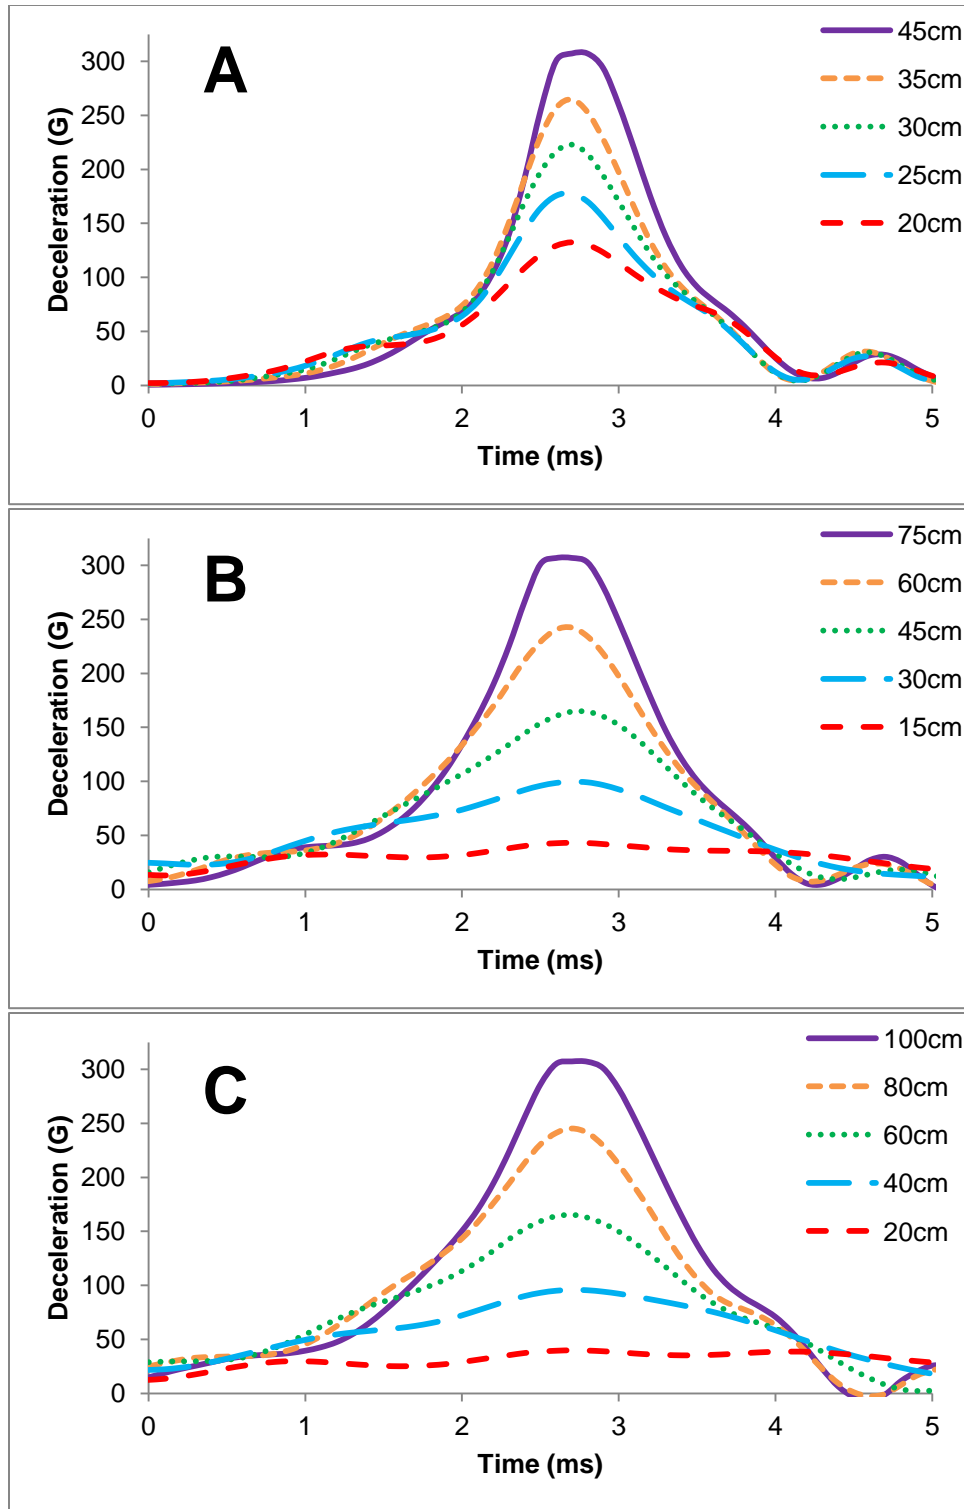 A
45cm
35cm
30cm
25cm
20cm
Deceleration (G)
300
250
200
150
100
50
0
0 1 2 3 4 5
Time (ms)
B
75cm
60cm
45cm
30cm
15cm
Deceleration (G)
300
250
200
150
100
50
0
0 1 2 3 4 5
Time (ms)
C
100cm
80cm
60cm
40cm
20cm
Deceleration (G)
300
250
200
150
100
50
0
0 1 2 3 4 5
Time (ms)